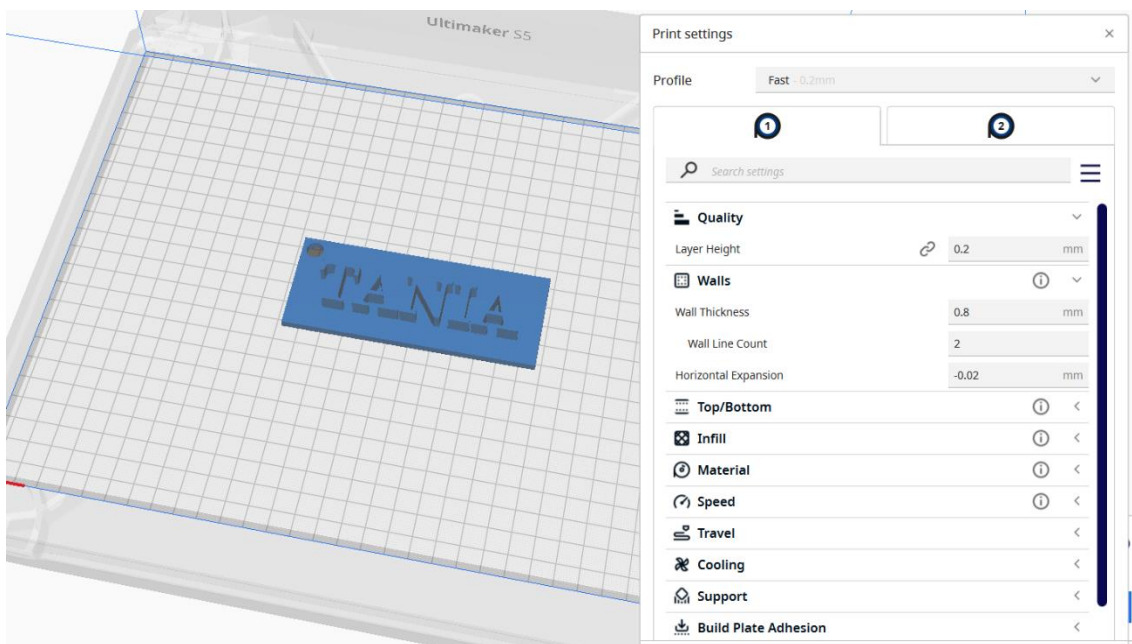 Ultimaker S5
TANIA
Print settings
Profile Fast - 0.2mm
1 2
Search settings
Quality
Layer Height 0.2 mm
Walls
Wall Thickness 0.8 mm
Wall Line Count 2
Horizontal Expansion -0.02 mm
Top/Bottom
Infill
Material
Speed
Travel
Cooling
Support
Build Plate Adhesion